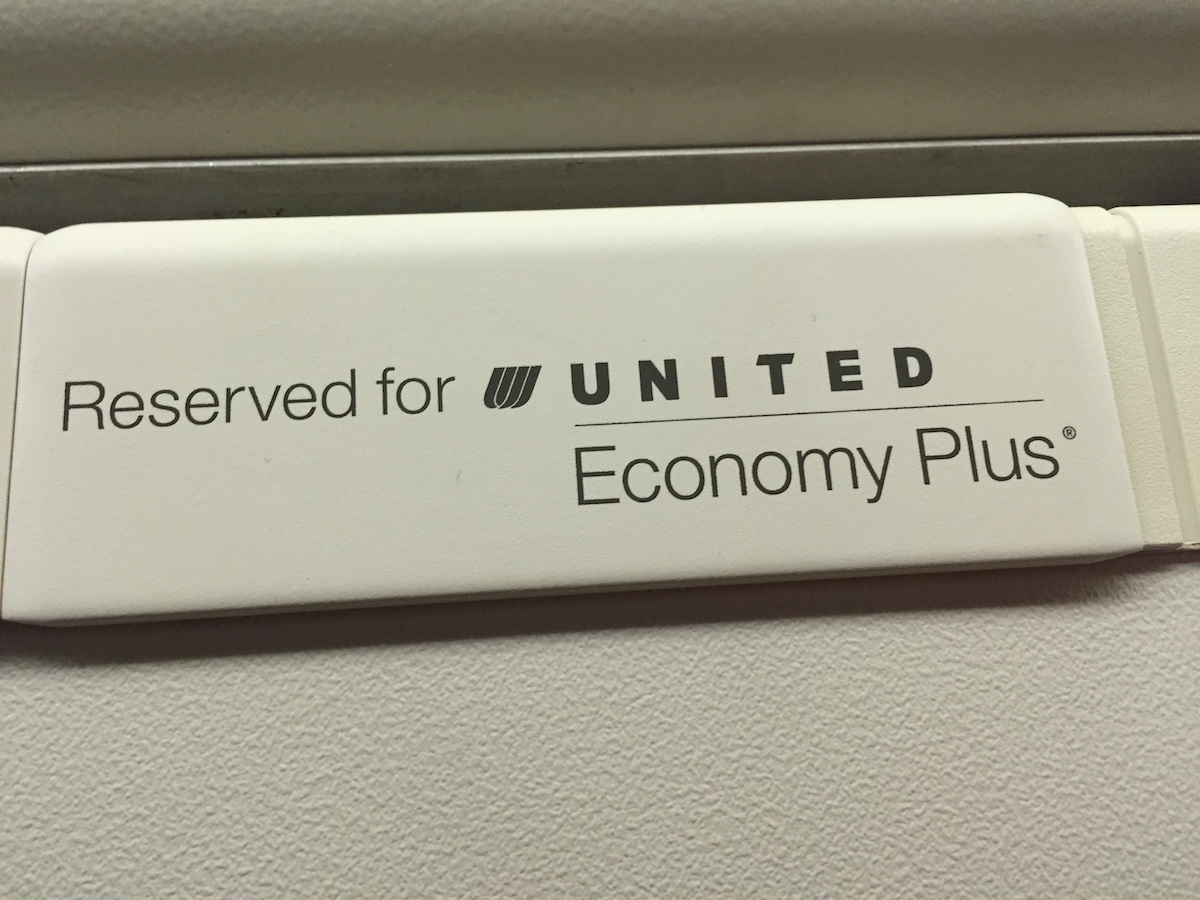 Reserved for UNITED
Economy Plus®